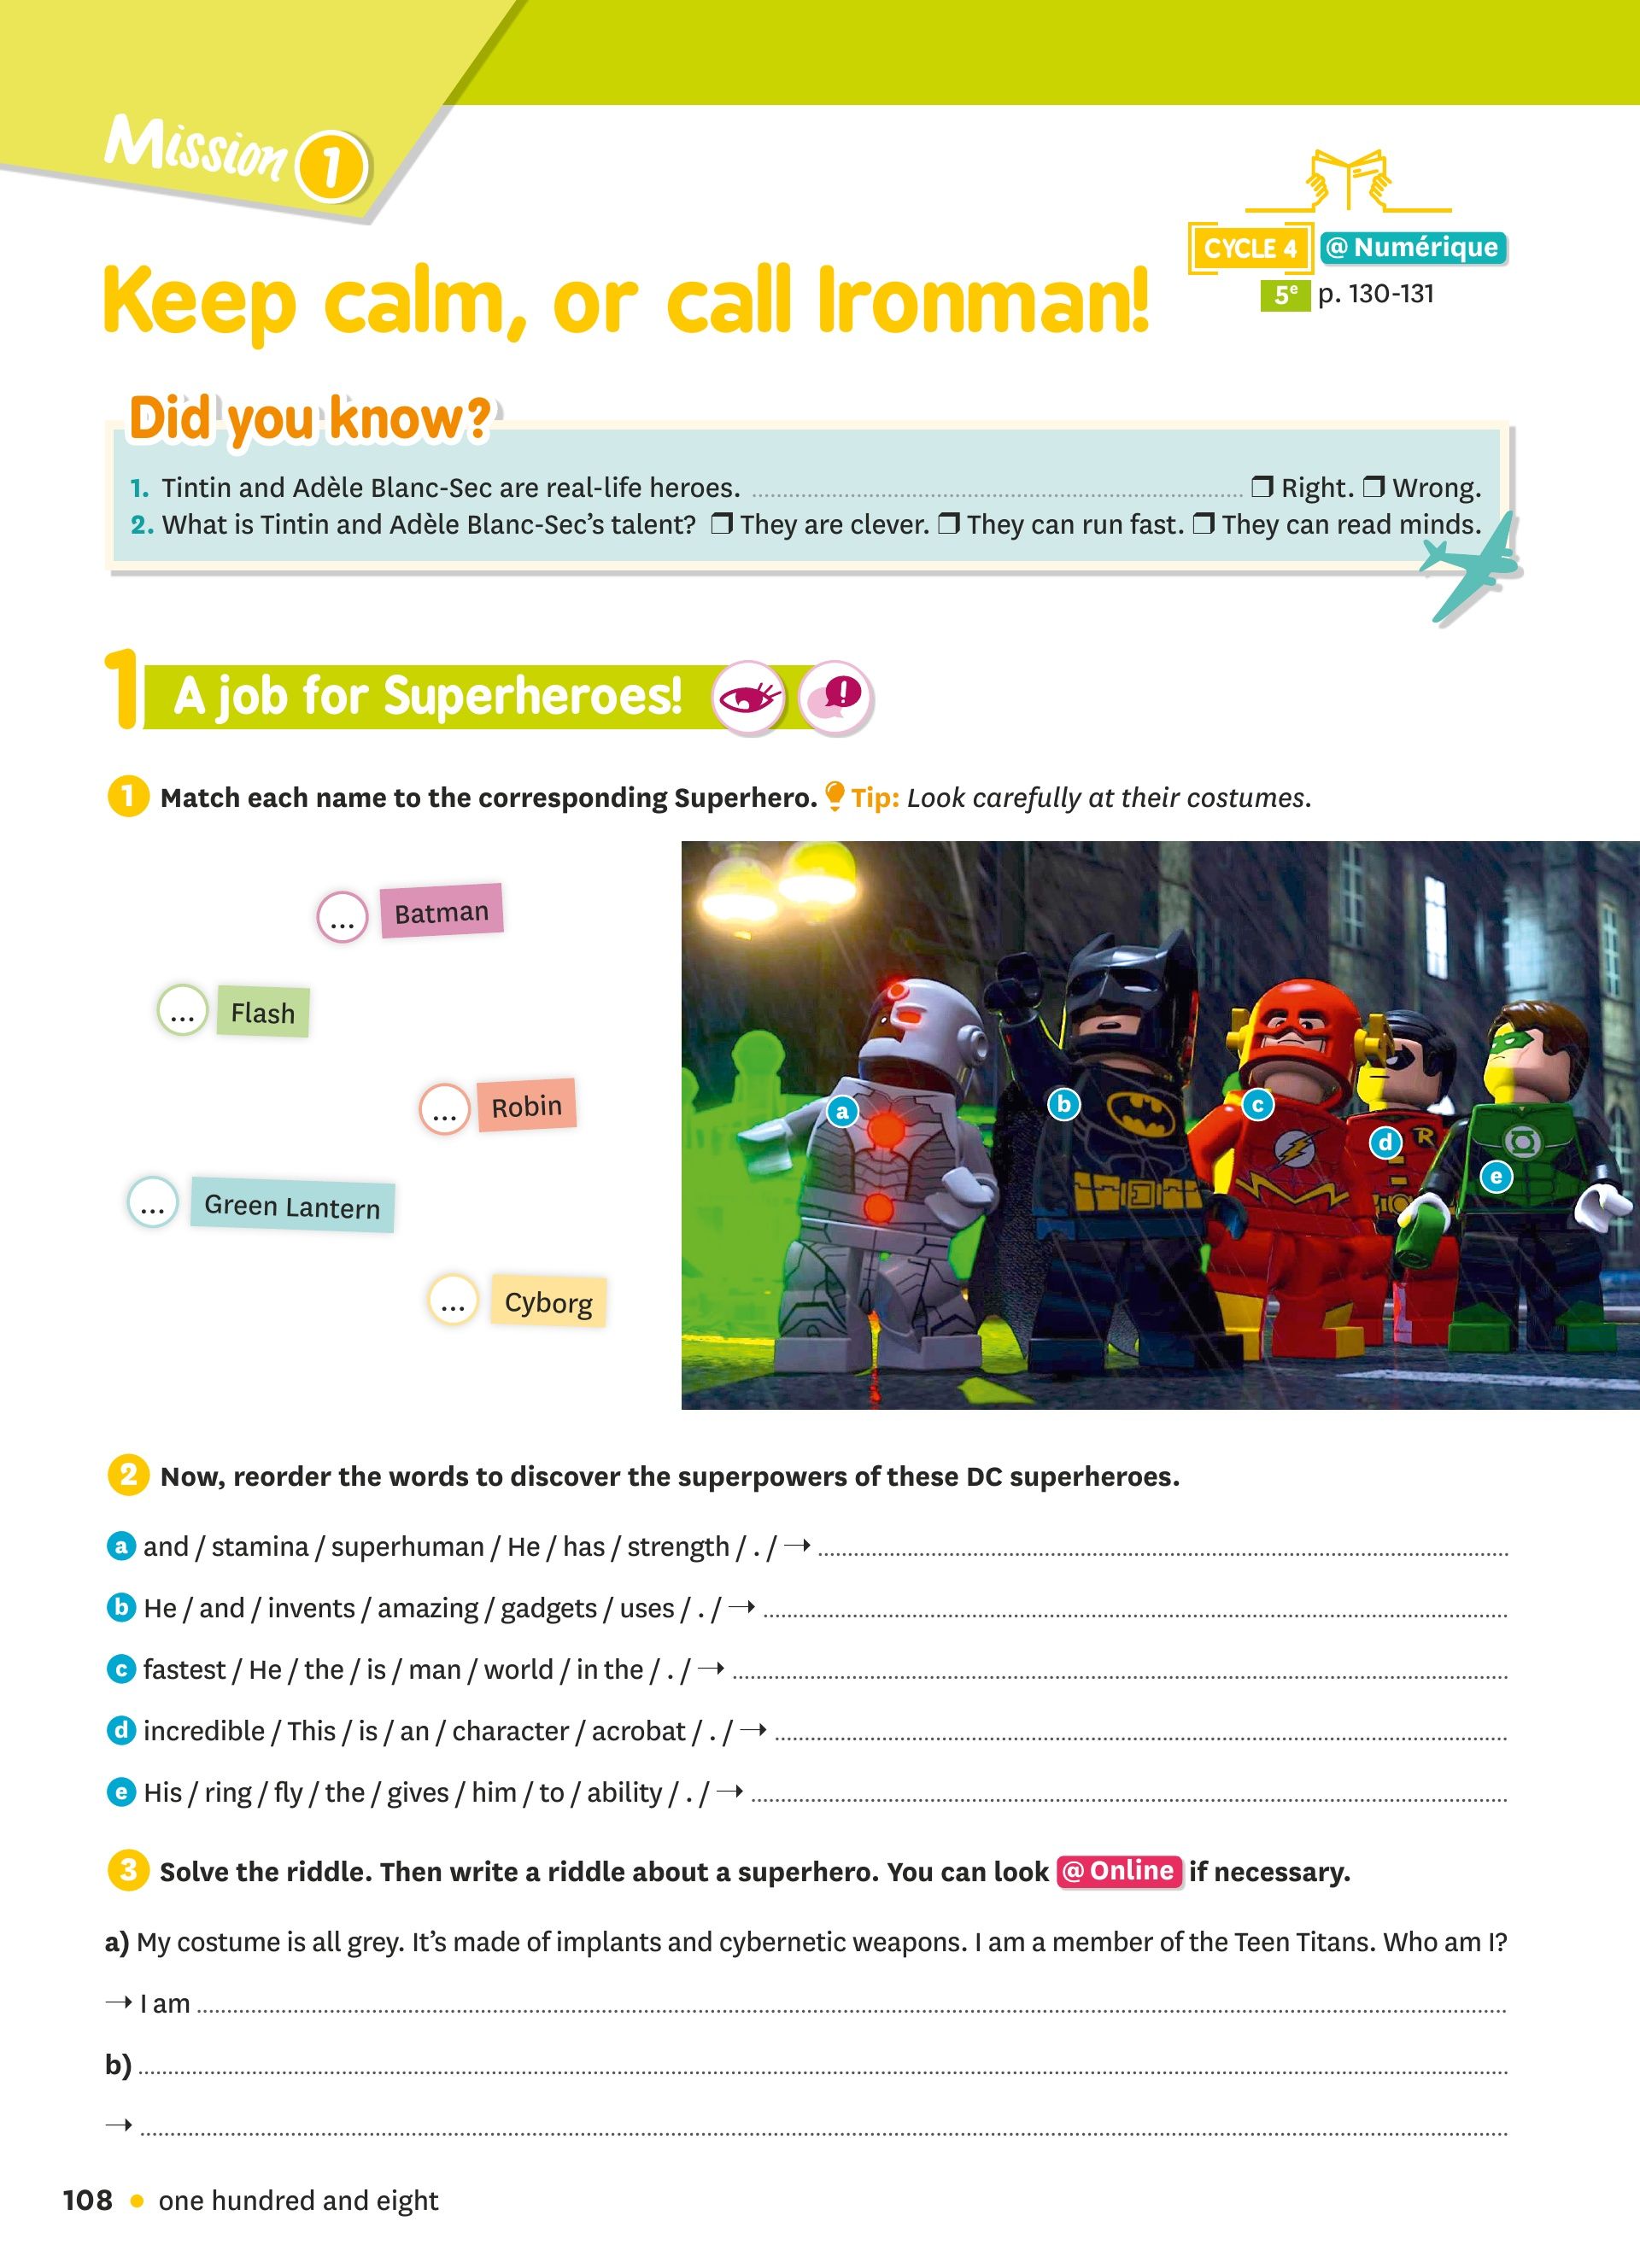 Mission 1
CYCLE 4 @ Numérique
5e p. 130-131
Keep calm, or call Ironman!
Did you know?
1. Tintin and Adèle Blanc-Sec are real-life heroes. ❒ Right. ❒ Wrong.
2. What is Tintin and Adèle Blanc-Sec's talent? ❒ They are clever. ❒ They can run fast. ❒ They can read minds.
1 A job for Superheroes!
1 Match each name to the corresponding Superhero. Tip: Look carefully at their costumes.
... Batman
... Flash
... Robin
... Green Lantern
... Cyborg
a
b
c
d
R
e
2 Now, reorder the words to discover the superpowers of these DC superheroes.
a and / stamina / superhuman / He / has / strength / . / →
b He / and / invents / amazing / gadgets / uses / . / →
c fastest / He / the / is / man / world / in the / . / →
d incredible / This / is / an / character / acrobat / . / →
e His / ring / fly / the / gives / him / to / ability / . / →
3 Solve the riddle. Then write a riddle about a superhero. You can look @ Online if necessary.
a) My costume is all grey. It's made of implants and cybernetic weapons. I am a member of the Teen Titans. Who am I?
→ I am
b)
→
108 • one hundred and eight